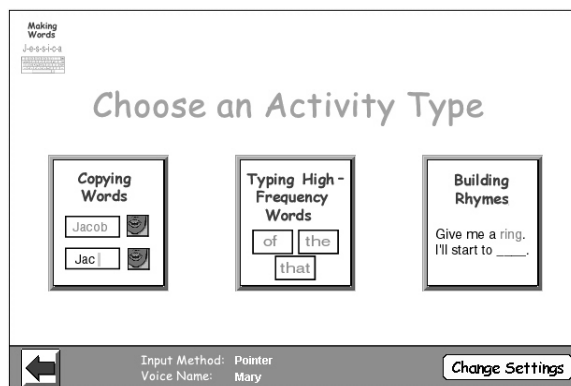 Making
Words
J-e-s-s-i-c-a
Choose an Activity Type
Copying
Words
Jacob
Jac
Typing High-
Frequency
Words
of the
that
Building
Rhymes
Give me a ring.
I'll start to ____.
Input Method: Pointer
Voice Name: Mary
Change Settings